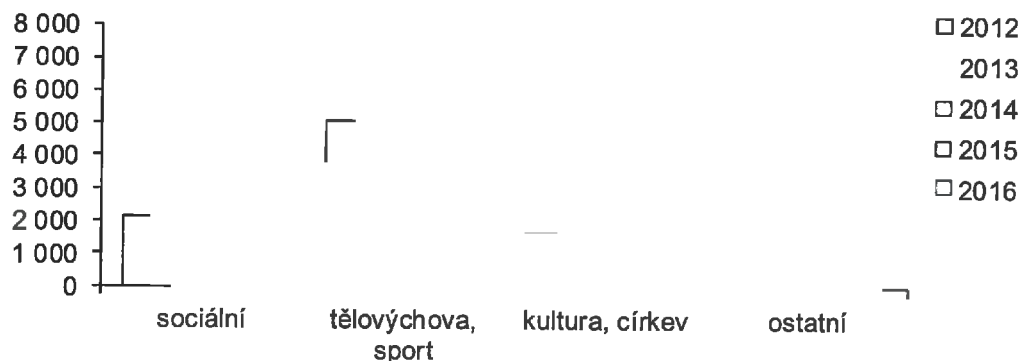 8 000
7 000
6 000
5 000
4 000
3 000
2 000
1 000
0
sociální
tělovýchova,
sport
kultura, církev
ostatní
2012
2013
2014
2015
2016